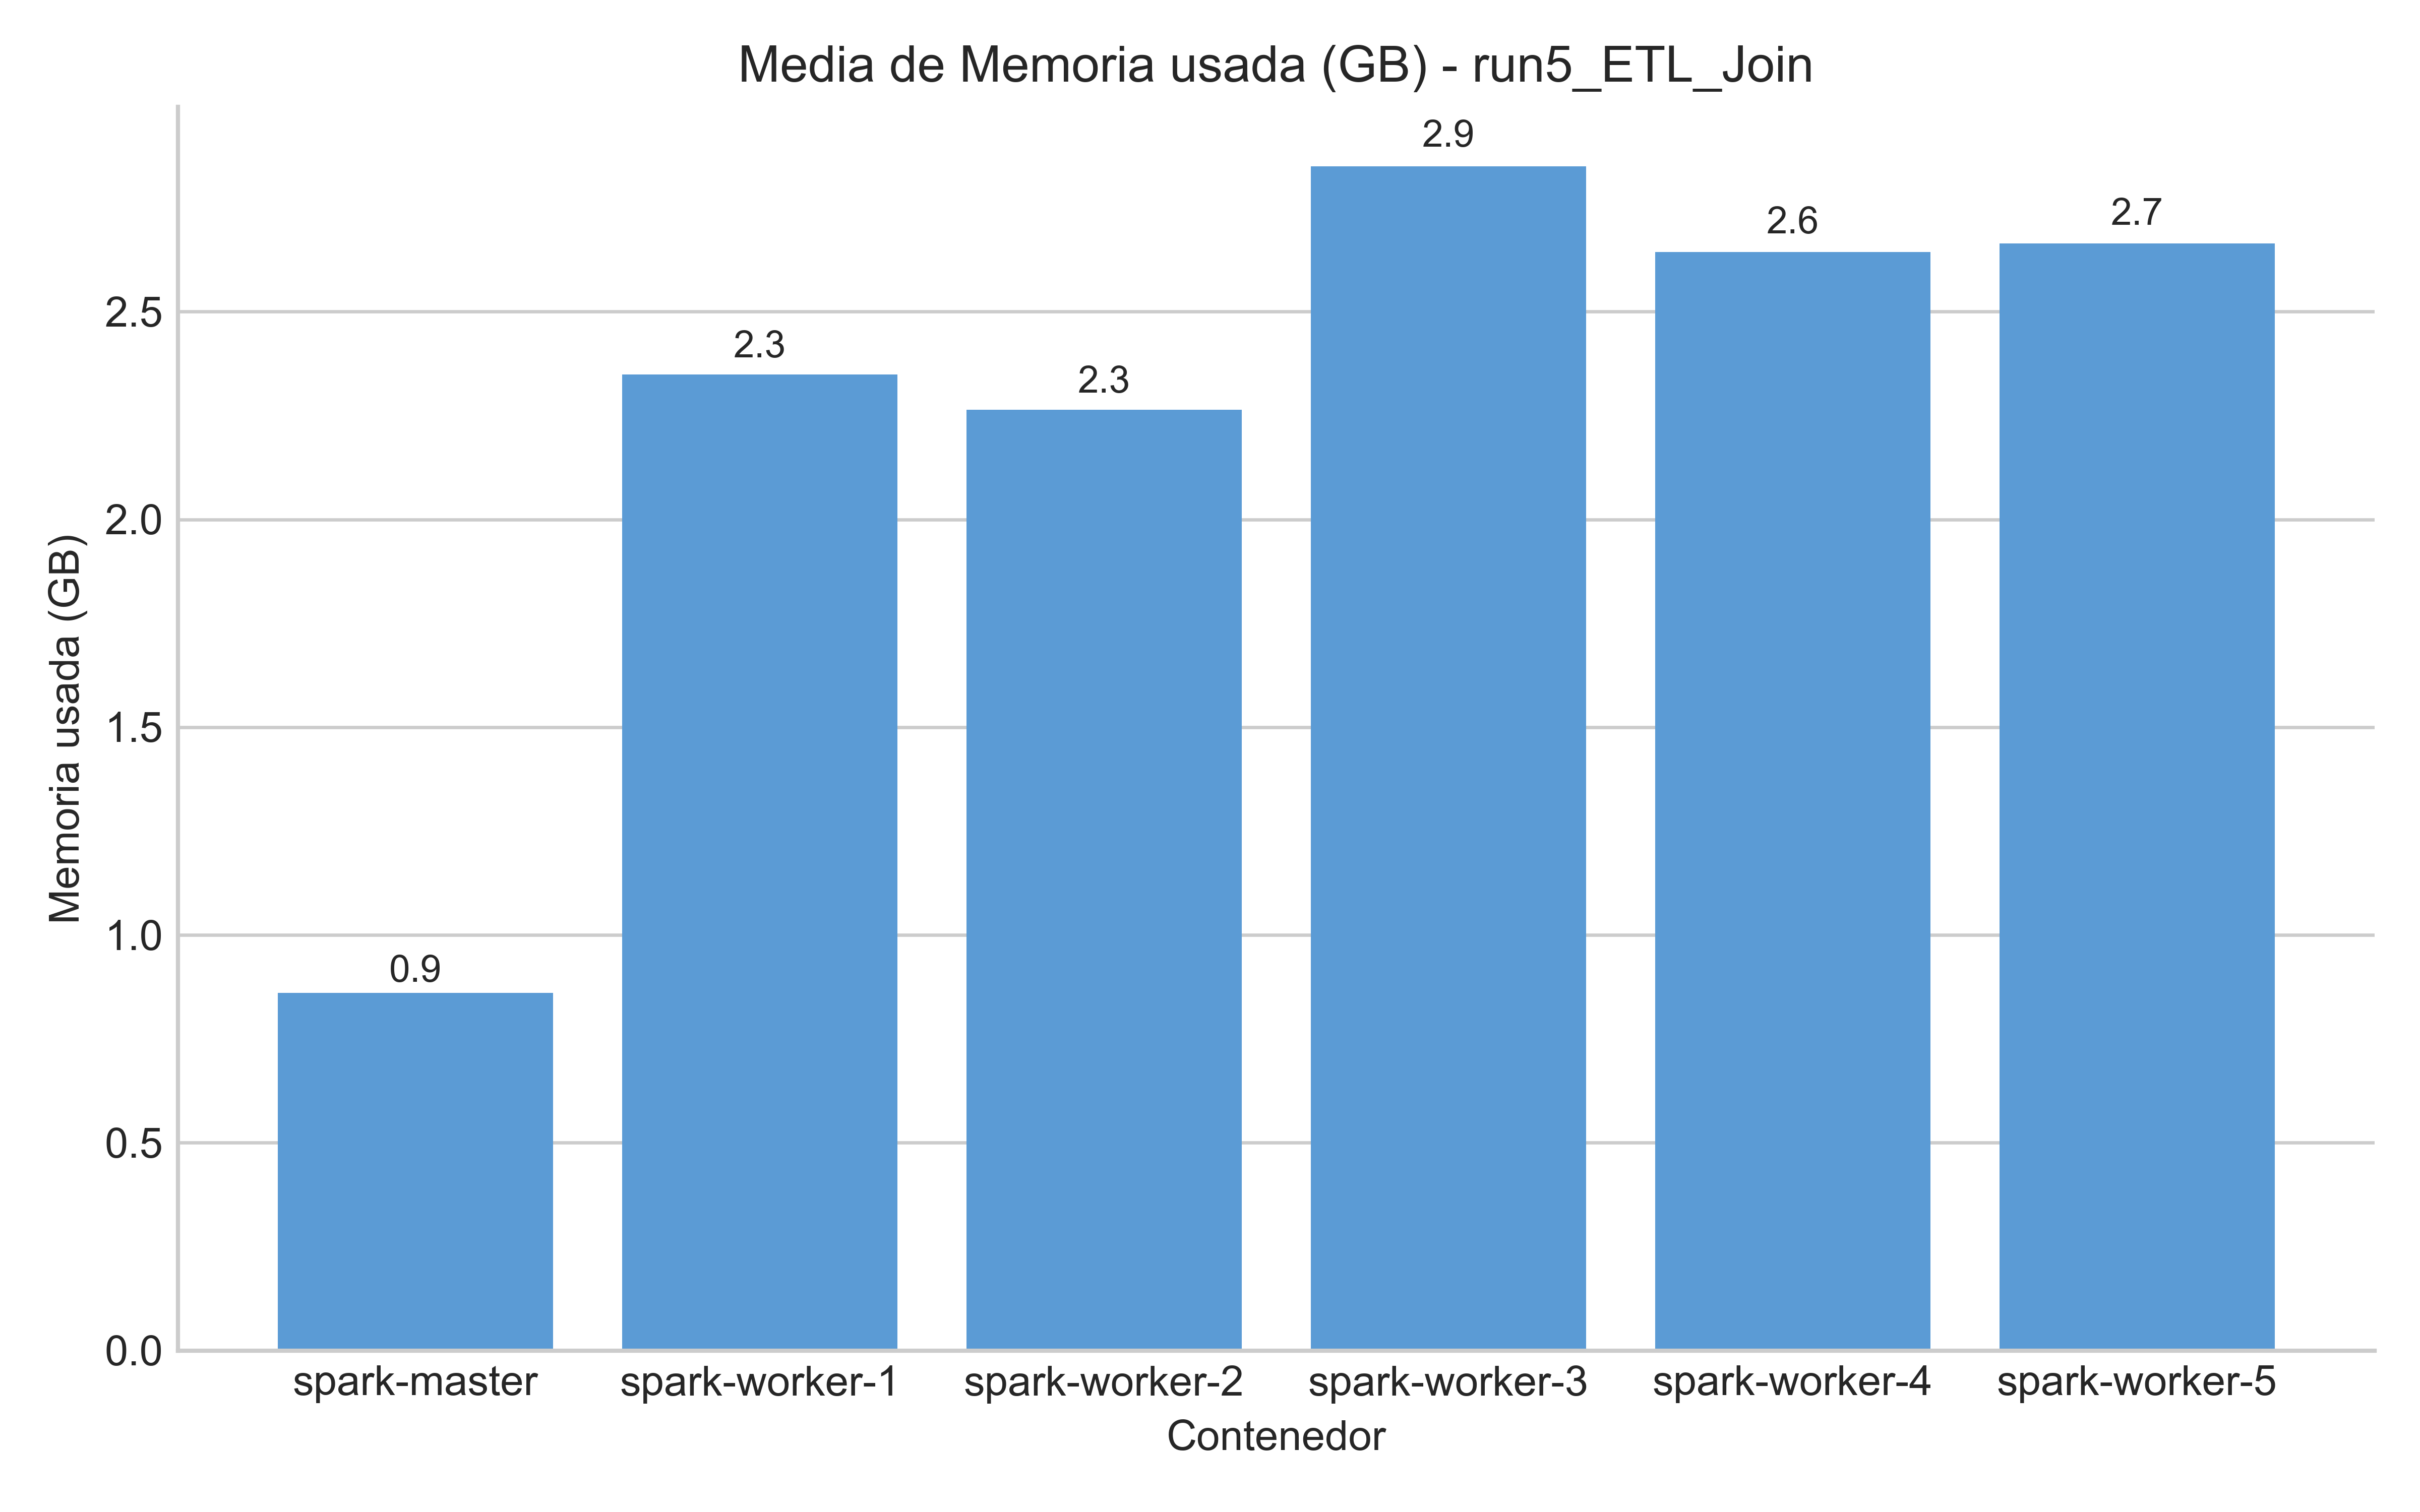 Media de Memoria usada (GB) - run5_ETL_Join
2.9
2.6
2.7
2.3
2.3
0.9
2.5
2.0
1.5
1.0
0.5
0.0
Memoria usada (GB)
spark-master
spark-worker-1
spark-worker-2
spark-worker-3
spark-worker-4
spark-worker-5
Contenedor